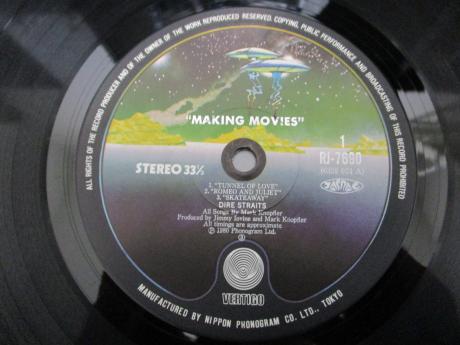 ALL RIGHTS OF THE RECORD PRODUCER AND OF THE OWNER OF THE WORK REPRODUCED RESERVED. COPYING, PUBLIC PERFORMANCE AND BROADCASTING OF THIS RECORD PROHIBITED
"MAKING MOVIES"
1
RJ-7690
STEREO 33⅓
1. "TUNNEL OF LOVE"
2. "ROMEO AND JULIET"
3. "SKATEAWAY"
DIRE STRAITS
All Songs By Mark Knopfler
Produced by Jimmy Iovine and Mark Knopfler
All timings are approximate
Ⓟ 1980 Phonogram Ltd.
VERTIGO
MANUFACTURED BY NIPPON PHONOGRAM CO. LTD., TOKYO